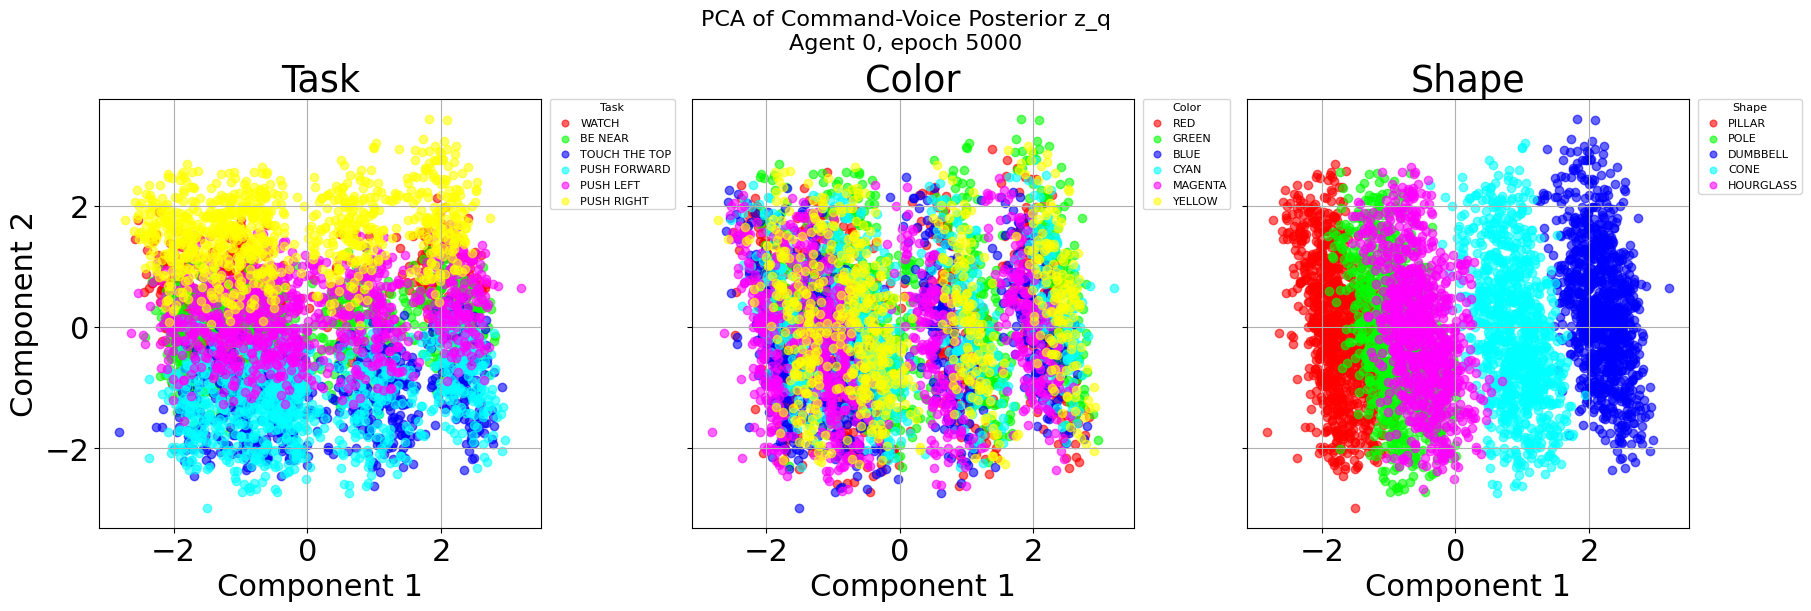 PCA of Command-Voice Posterior z_q
Agent 0, epoch 5000
Task
Component 2
2
0
−2
−2 0 2
Component 1
Task
WATCH
BE NEAR
TOUCH THE TOP
PUSH FORWARD
PUSH LEFT
PUSH RIGHT
Color
−2 0 2
Component 1
Color
RED
GREEN
BLUE
CYAN
MAGENTA
YELLOW
Shape
−2 0 2
Component 1
Shape
PILLAR
POLE
DUMBBELL
CONE
HOURGLASS